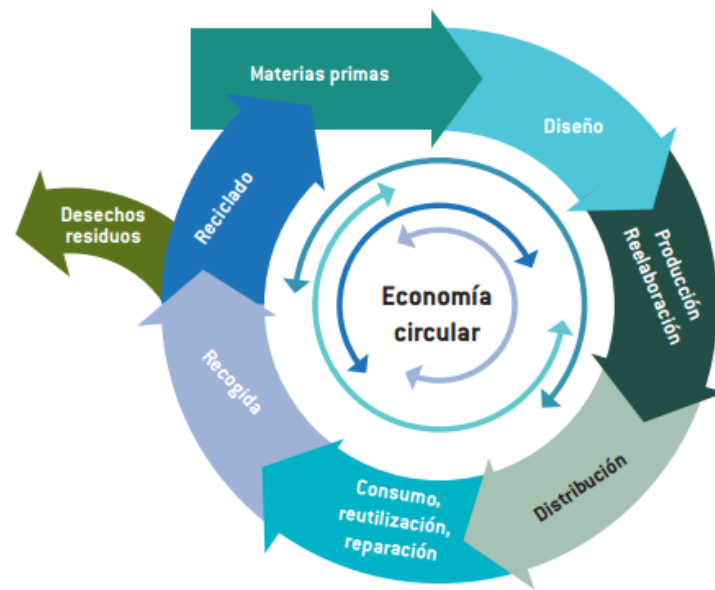 Materias primas
Diseño
Producción
Reelaboración
Distribución
Consumo,
reutilización,
reparación
Recogida
Reciclado
Desechos
residuos
Economía
circular